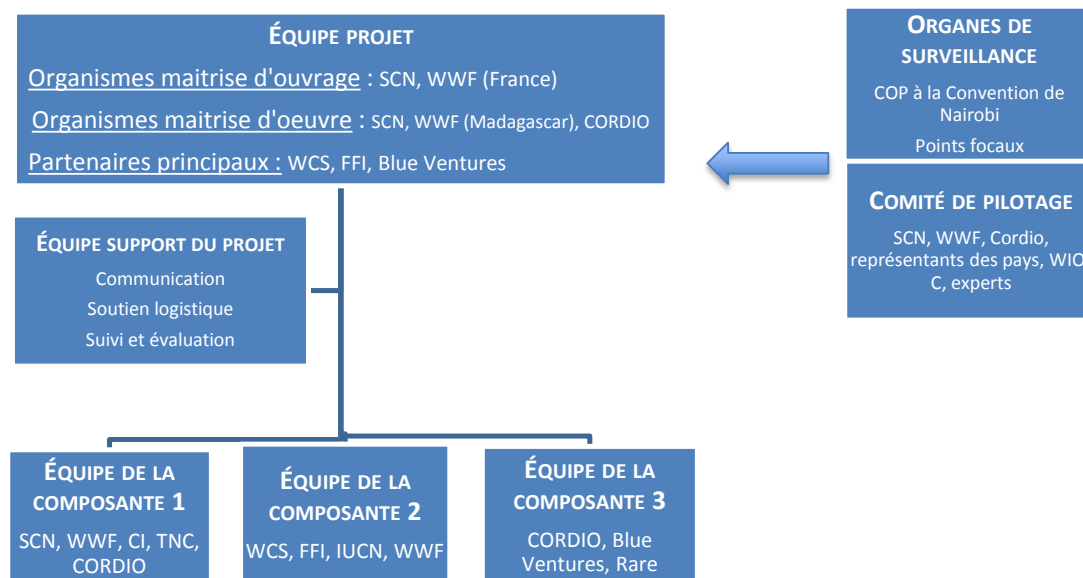 ÉQUIPE PROJET
Organismes maitrise d'ouvrage : SCN, WWF (France)
Organismes maitrise d'oeuvre : SCN, WWF (Madagascar), CORDIO
Partenaires principaux : WCS, FFI, Blue Ventures
ORGANES DE
SURVEILLANCE
COP à la Convention de
Nairobi
Points focaux
COMITÉ DE PILOTAGE
SCN, WWF, Cordio,
représentants des pays, WIO
C, experts
ÉQUIPE SUPPORT DU PROJET
Communication
Soutien logistique
Suivi et évaluation
ÉQUIPE DE LA
COMPOSANTE 1
SCN, WWF, CI, TNC,
CORDIO
ÉQUIPE DE LA
COMPOSANTE 2
WCS, FFI, IUCN, WWF
ÉQUIPE DE LA
COMPOSANTE 3
CORDIO, Blue
Ventures, Rare